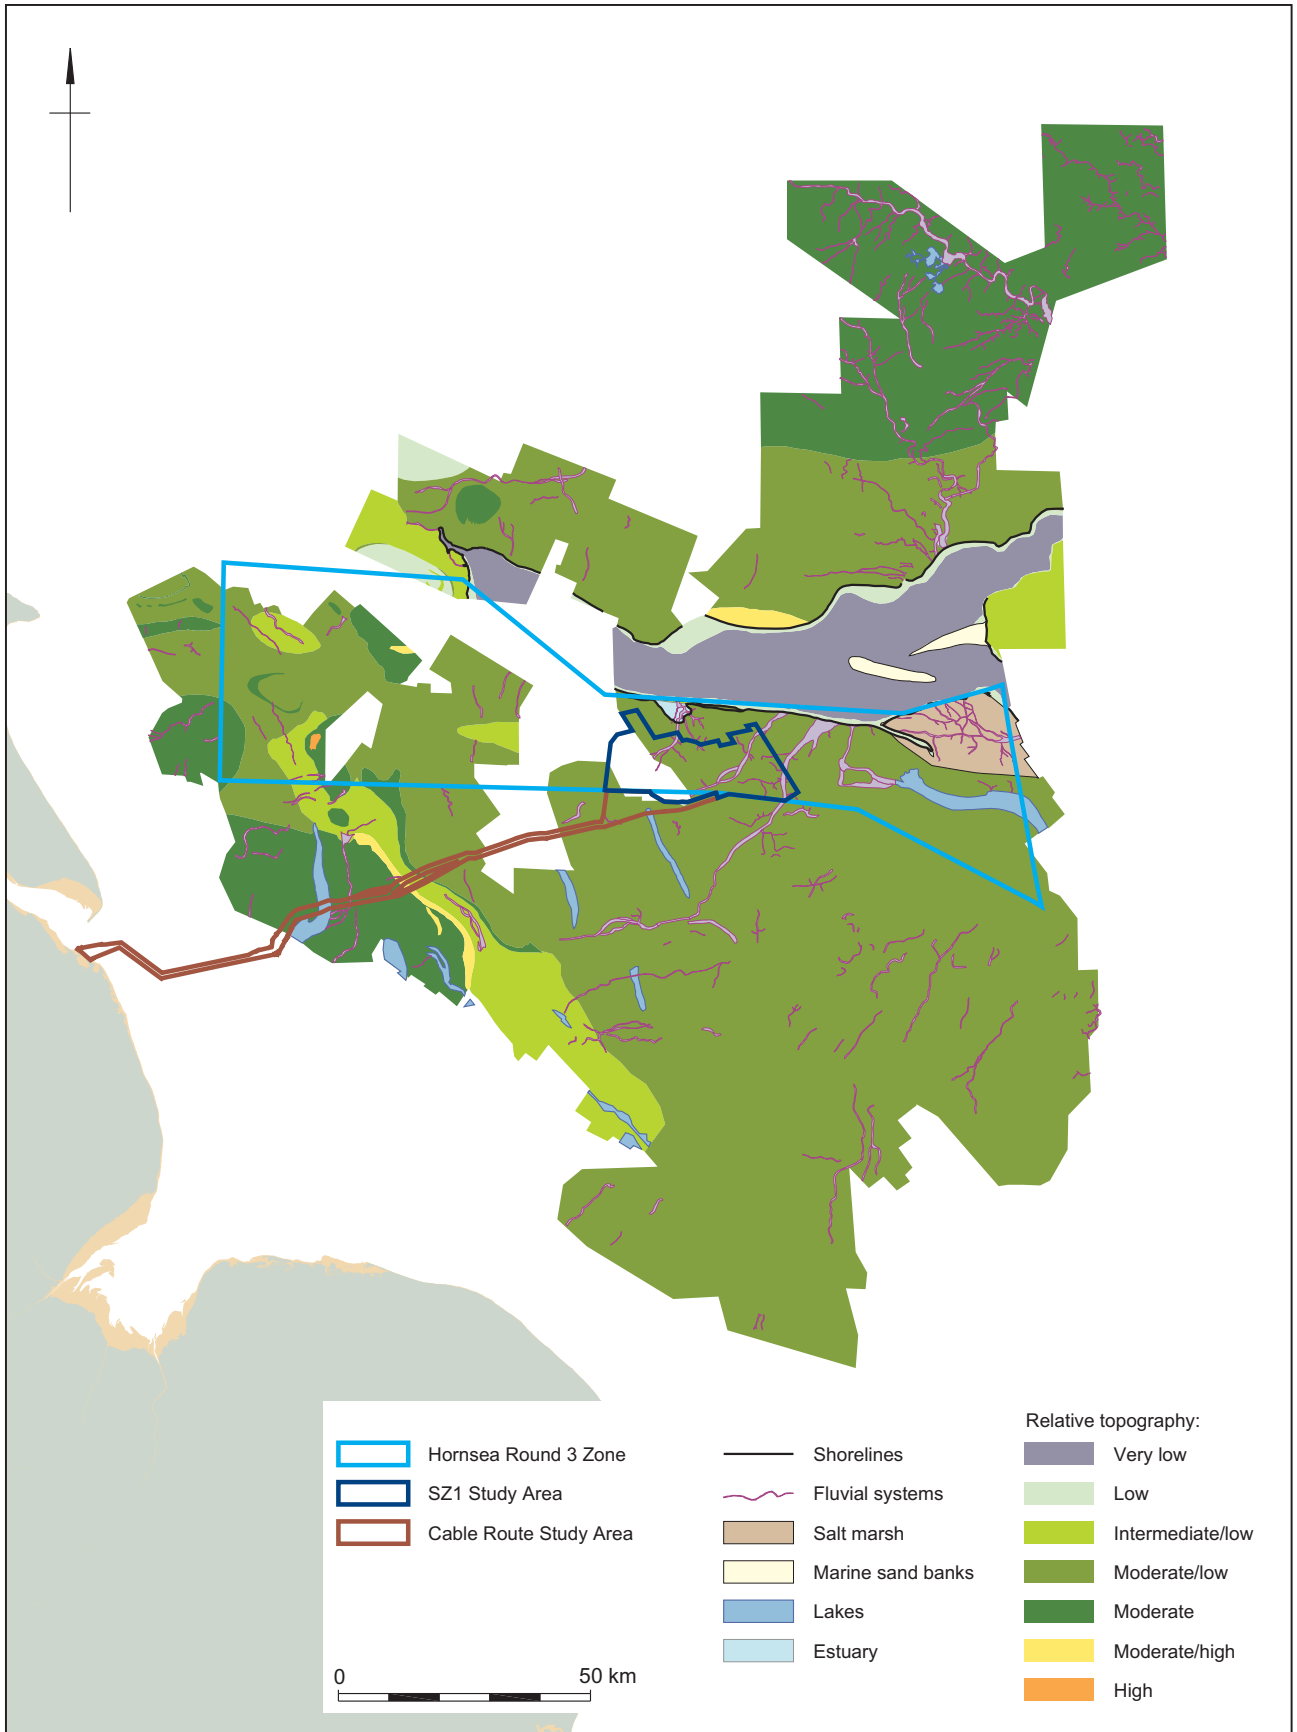 Hornsea Round 3 Zone
SZ1 Study Area
Cable Route Study Area
0 50 km
Shorelines
Fluvial systems
Salt marsh
Marine sand banks
Lakes
Estuary
Relative topography:
Very low
Low
Intermediate/low
Moderate/low
Moderate
Moderate/high
High